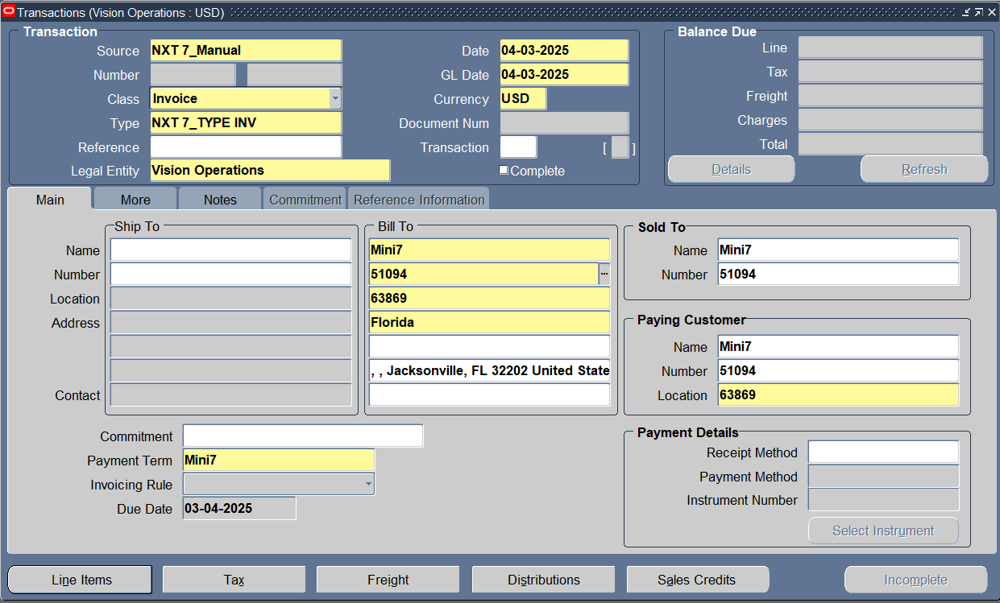 Transactions (Vision Operations : USD)
Transaction
Source NXT 7_Manual
Number
Class Invoice
Type NXT 7_TYPE INV
Reference
Legal Entity Vision Operations
Date 04-03-2025
GL Date 04-03-2025
Currency USD
Document Num
Transaction [ ]
Complete
Balance Due
Line
Tax
Freight
Charges
Total
Details Refresh
Main More Notes Commitment Reference Information
Ship To
Name
Number
Location
Address
Contact
Bill To
Mini7
51094 ...
63869
Florida
, , Jacksonville, FL 32202 United State
Sold To
Name Mini7
Number 51094
Paying Customer
Name Mini7
Number 51094
Location 63869
Commitment
Payment Term Mini7
Invoicing Rule
Due Date 03-04-2025
Payment Details
Receipt Method
Payment Method
Instrument Number
Select Instrument
Line Items Tax Freight Distributions Sales Credits Incomplete